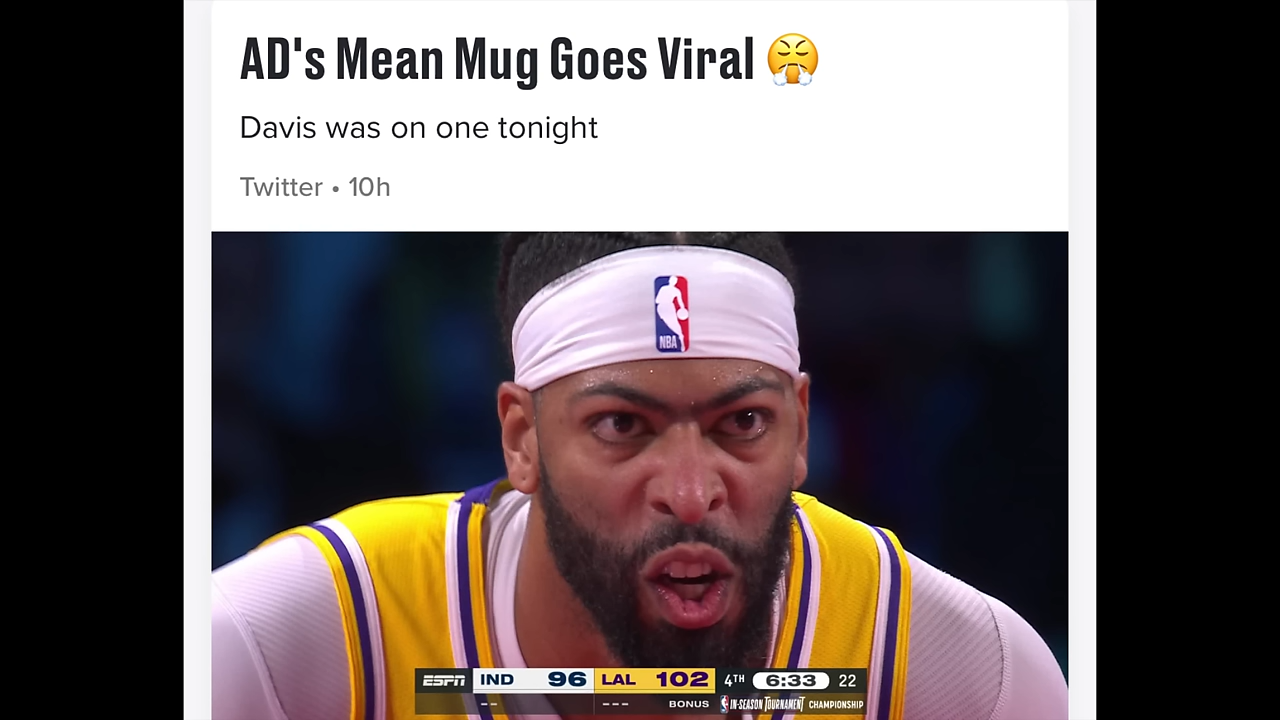 AD's Mean Mug Goes Viral 😤
Davis was on one tonight
Twitter • 10h
NBA
ESPN IND 96 LAL 102 4TH 6:33 22
-- --- BONUS IN-SEASON TOURNAMENT CHAMPIONSHIP